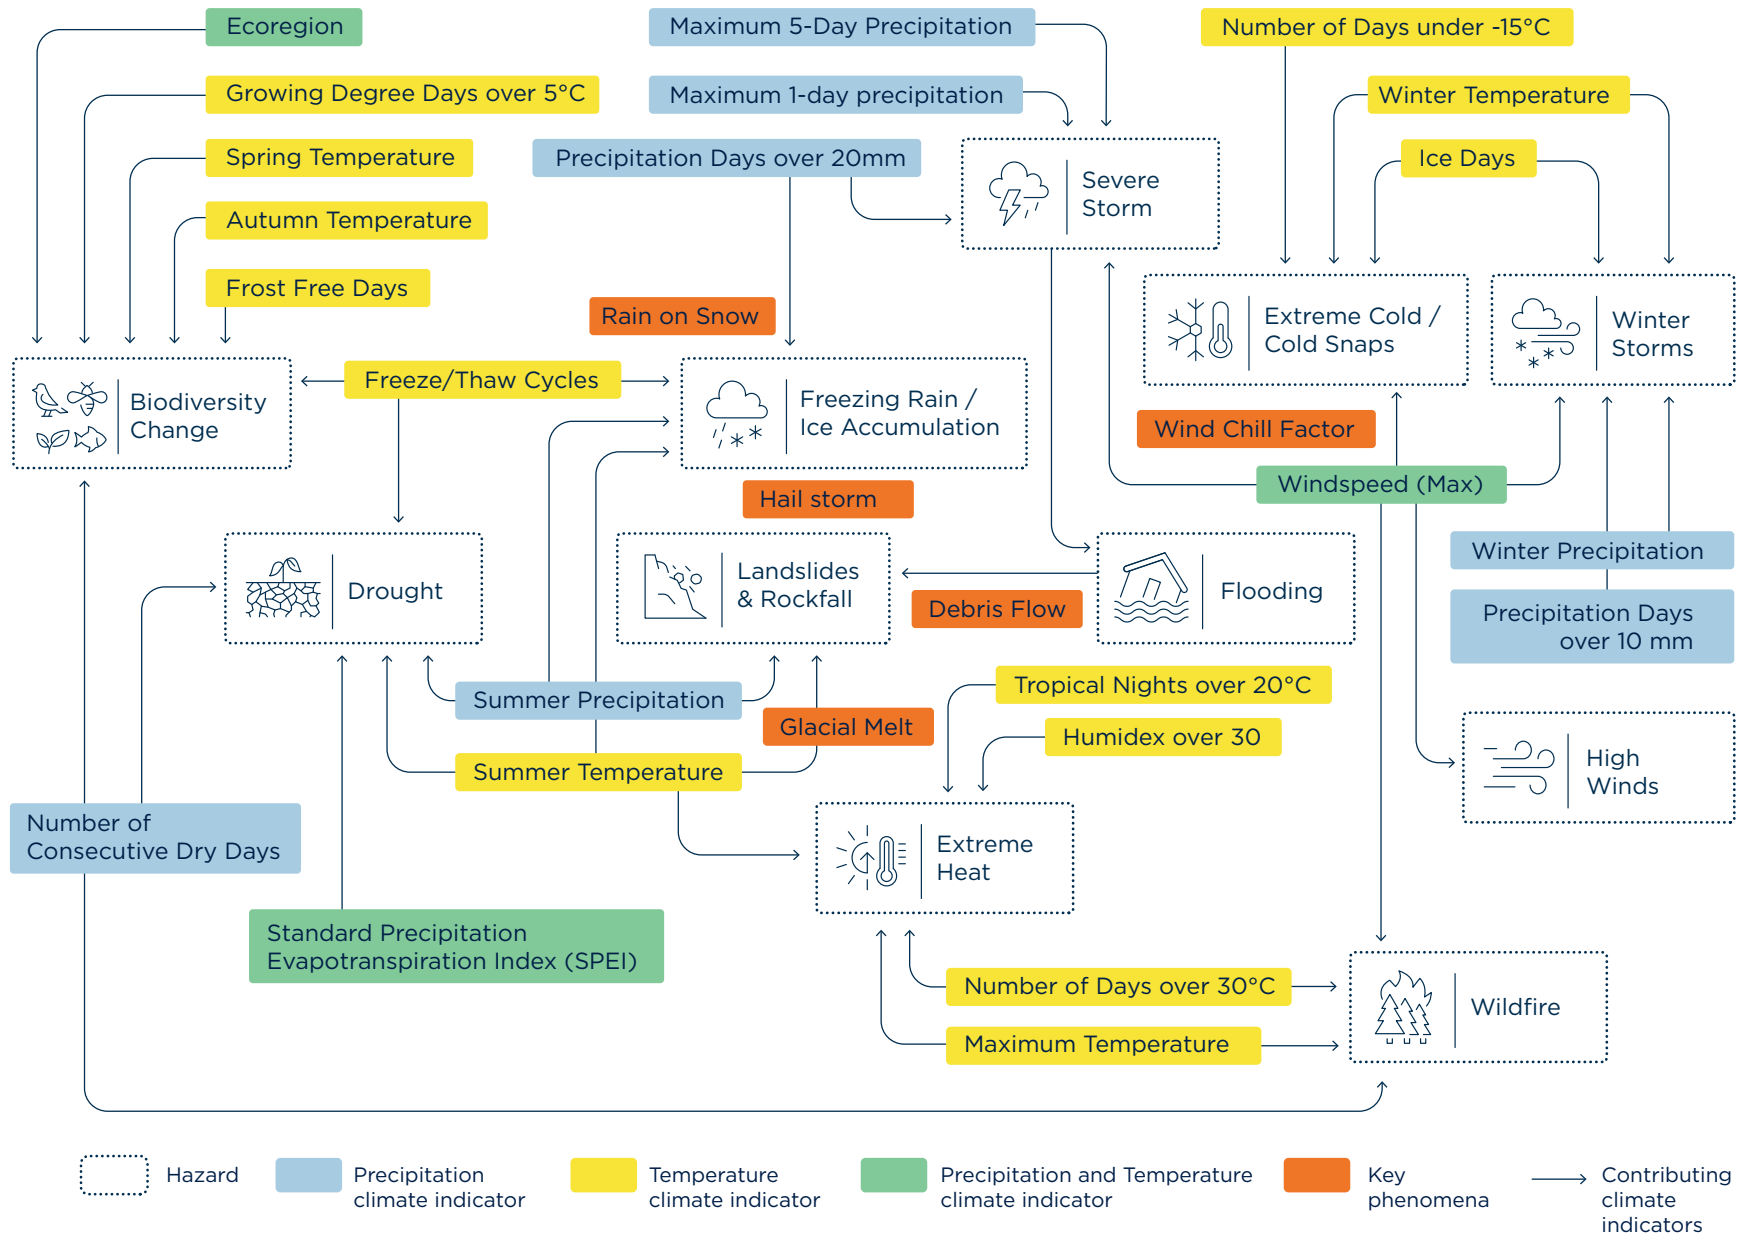 Ecoregion
Maximum 5-Day Precipitation
Number of Days under -15°C
Growing Degree Days over 5°C
Maximum 1-day precipitation
Winter Temperature
Spring Temperature
Precipitation Days over 20mm
Ice Days
Severe
Storm
Autumn Temperature
Frost Free Days
Rain on Snow
Extreme Cold /
Cold Snaps
Winter
Storms
Freeze/Thaw Cycles
Biodiversity
Change
Freezing Rain /
Ice Accumulation
Wind Chill Factor
Hail storm
Windspeed (Max)
Winter Precipitation
Drought
Landslides
& Rockfall
Debris Flow
Flooding
Precipitation Days
over 10 mm
Summer Precipitation
Tropical Nights over 20°C
Glacial Melt
Humidex over 30
Summer Temperature
High
Winds
Number of
Consecutive Dry Days
Extreme
Heat
Standard Precipitation
Evapotranspiration Index (SPEI)
Number of Days over 30°C
Wildfire
Maximum Temperature
Hazard
Precipitation
climate indicator
Temperature
climate indicator
Precipitation and Temperature
climate indicator
Key
phenomena
Contributing
climate
indicators